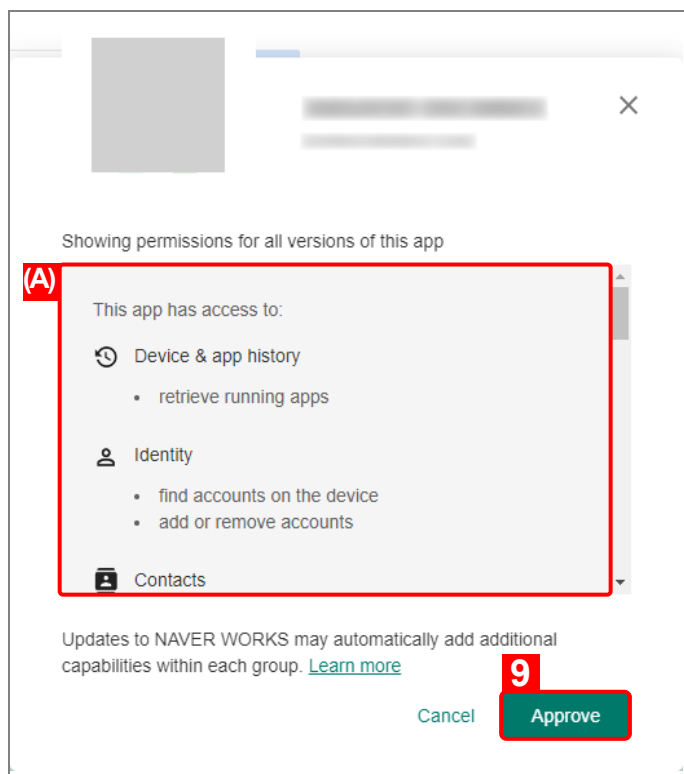 Showing permissions for all versions of this app
(A)
This app has access to:
Device & app history
• retrieve running apps
Identity
• find accounts on the device
• add or remove accounts
Contacts
Updates to NAVER WORKS may automatically add additional
capabilities within each group. Learn more
9
Cancel Approve